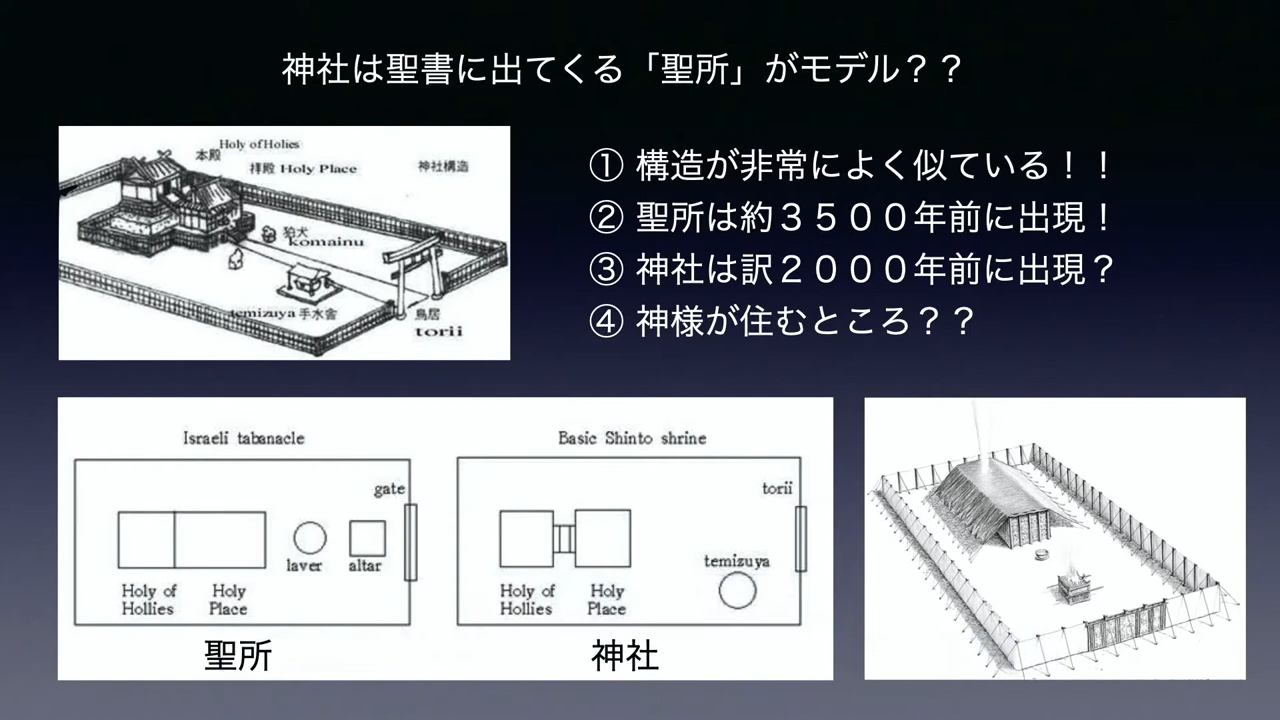 神社は聖書に出てくる「聖所」がモデル？？
Holy of Holies
本殿
拝殿 Holy Place
神社構造
狛犬
komainu
temizuya 手水舎
鳥居
torii
① 構造が非常によく似ている！！
② 聖所は約３５００年前に出現！
③ 神社は訳２０００年前に出現？
④ 神様が住むところ？？
Israeli tabanacle
gate
laver
altar
Holy of
Hollies
Holy
Place
聖所
Basic Shinto shrine
torii
temizuya
Holy of
Hollies
Holy
Place
神社